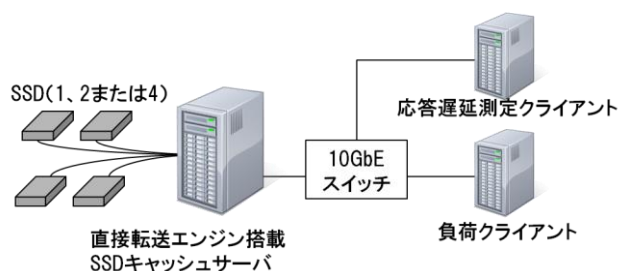 SSD(1、2または4)
応答遅延測定クライアント
10GbE
スイッチ
負荷クライアント
直接転送エンジン搭載
SSDキャッシュサーバ